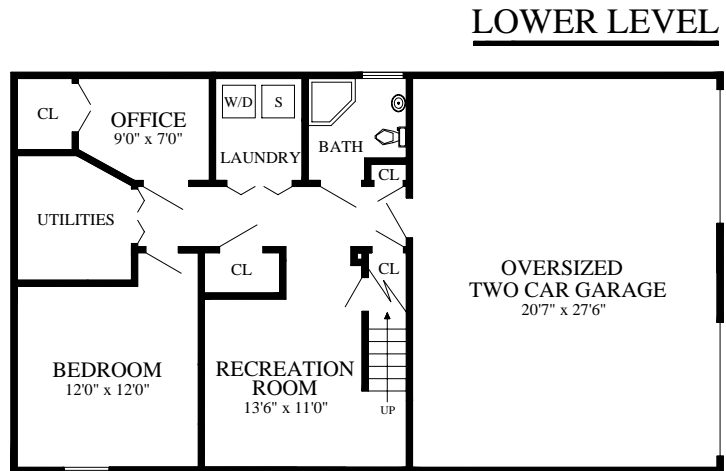 LOWER LEVEL
CL
OFFICE
9'0" x 7'0"
W/D
S
LAUNDRY
BATH
CL
UTILITIES
CL
CL
OVERSIZED
TWO CAR GARAGE
20'7" x 27'6"
BEDROOM
12'0" x 12'0"
RECREATION
ROOM
13'6" x 11'0"
UP